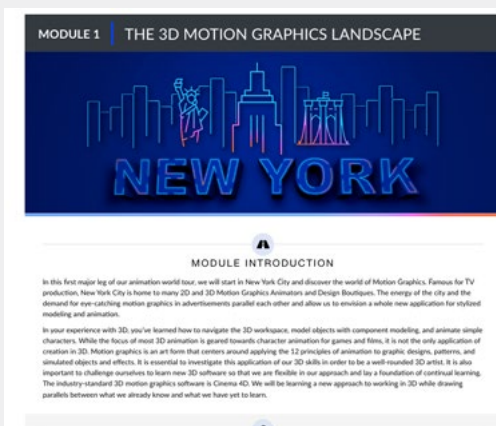 MODULE 1 THE 3D MOTION GRAPHICS LANDSCAPE
NEW YORK
MODULE INTRODUCTION
In this first major leg of our animation world tour, we will start in New York City and discover the world of Motion Graphics. Famous for TV
production, New York City is home to many 2D and 3D Motion Graphics Animators and Design Boutiques. The energy of the city and the
demand for eye-catching motion graphics in advertisements parallel each other and allow us to envision a whole new application for stylized
modeling and animation.
In your experience with 3D, you've learned how to navigate the 3D workspace, model objects with component modeling, and animate simple
characters. While the focus of most 3D animation is geared towards character animation for games and films, it is not the only application of
creation in 3D. Motion graphics is an art form that centers around applying the 12 principles of animation to graphic designs, patterns, and
simulated objects and effects. It is essential to investigate this application of our 3D skills in order to be a well-rounded 3D artist. It is also
important to challenge ourselves to learn new 3D software so that we are flexible in our approach and lay a foundation of continual learning.
The industry-standard 3D motion graphics software is Cinema 4D. We will be learning a new approach to working in 3D while drawing
parallels between what we already know and what we have yet to learn.